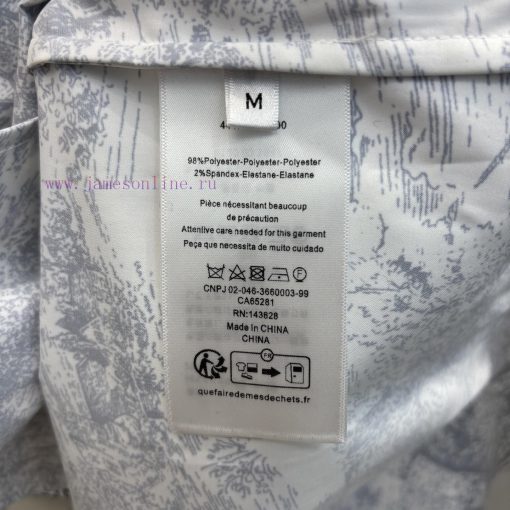 M
98%Polyester-Polyester-Polyester
2%Spandex-Elestane-Elastane
www.jamesonline.ru
Pièce nécessitant beaucoup
de précaution
Attentive care needed for this garment
Peça que necessita de muito cuidado
CNPJ 02-046-3660003-99
CA65281
RN:143828
Made in CHINA
CHINA
FR
quefairedemesdechets.fr